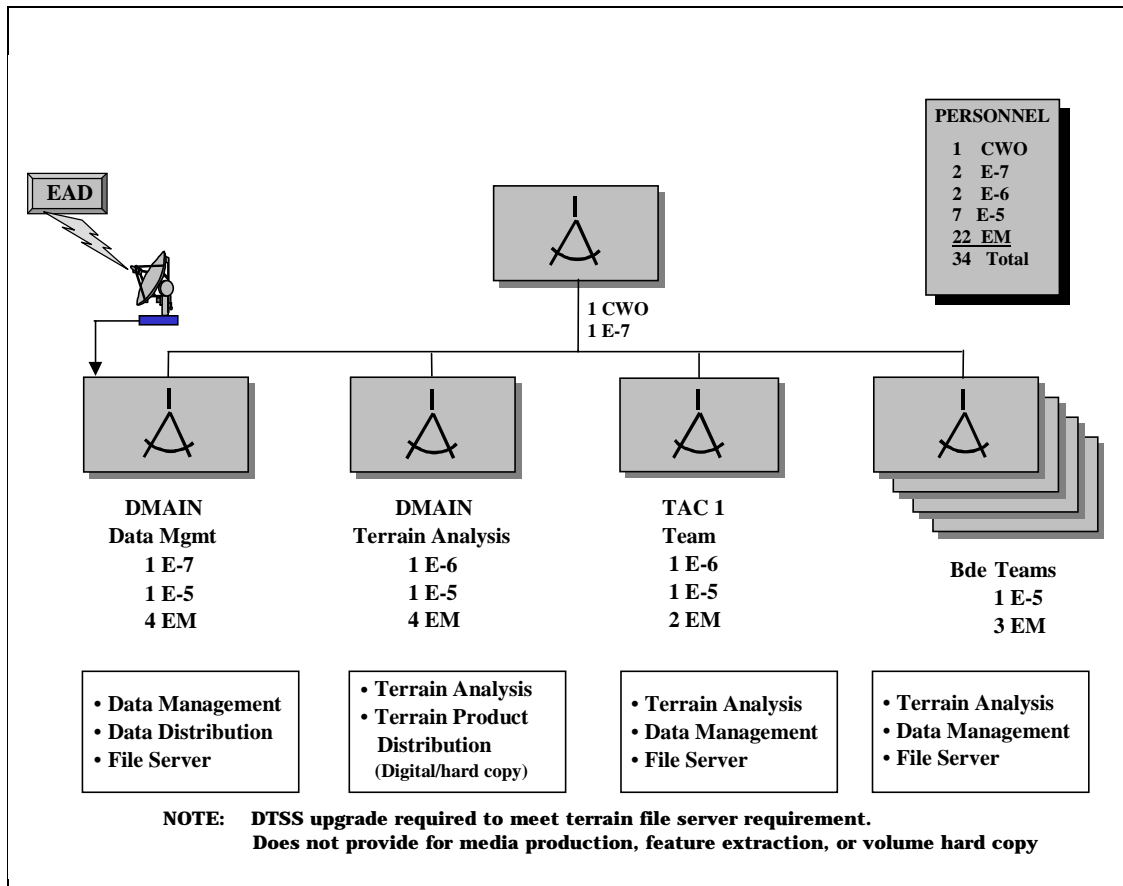 PERSONNEL
1 CWO
2 E-7
2 E-6
7 E-5
22 EM
34 Total
EAD
1 CWO
1 E-7
DMAIN
Data Mgmt
1 E-7
1 E-5
4 EM
DMAIN
Terrain Analysis
1 E-6
1 E-5
4 EM
TAC 1
Team
1 E-6
1 E-5
2 EM
Bde Teams
1 E-5
3 EM
• Data Management
• Data Distribution
• File Server
• Terrain Analysis
• Terrain Product
Distribution
(Digital/hard copy)
• Terrain Analysis
• Data Management
• File Server
• Terrain Analysis
• Data Management
• File Server
NOTE: DTSS upgrade required to meet terrain file server requirement.
Does not provide for media production, feature extraction, or volume hard copy